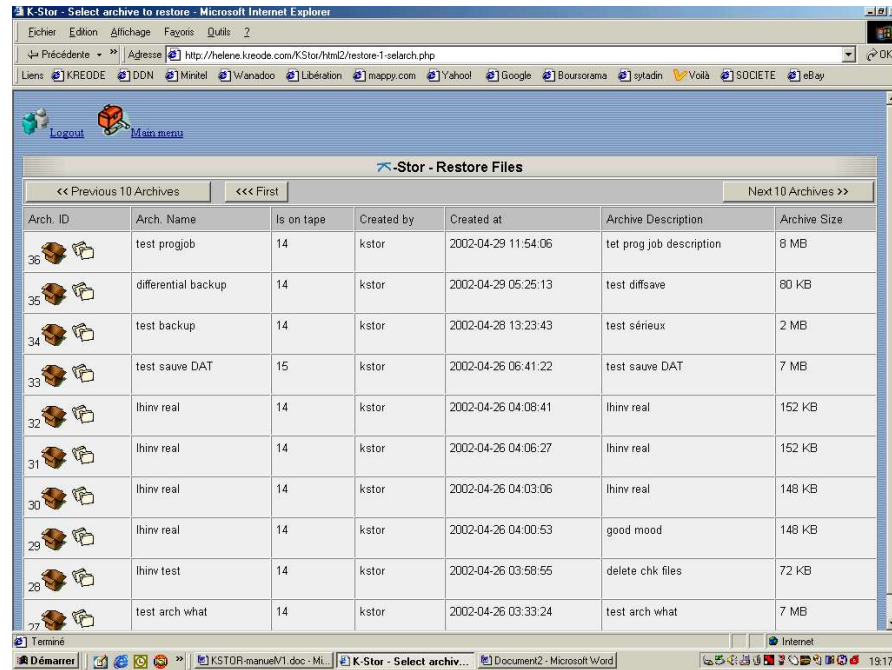 K-Stor - Select archive to restore - Microsoft Internet Explorer
Fichier Edition Affichage Favoris Outils ?
Précédente » Adresse http://helene.kreode.com/KStor/html2/restore-1-selarch.php OK
Liens KREODE DDN Minitel Wanadoo Libération mappy.com Yahoo! Google Boursorama sytadin Voilà SOCIETE eBay
Logout Main menu
K-Stor - Restore Files
<< Previous 10 Archives <<< First Next 10 Archives >>
Arch. ID Arch. Name Is on tape Created by Created at Archive Description Archive Size
36 test progjob 14 kstor 2002-04-29 11:54:06 tet prog job description 8 MB
35 differential backup 14 kstor 2002-04-29 05:25:13 test diffsave 80 KB
34 test backup 14 kstor 2002-04-28 13:23:43 test sérieux 2 MB
33 test sauve DAT 15 kstor 2002-04-26 06:41:22 test sauve DAT 7 MB
32 lhinv real 14 kstor 2002-04-26 04:08:41 lhinv real 152 KB
31 lhinv real 14 kstor 2002-04-26 04:06:27 lhinv real 152 KB
30 lhinv real 14 kstor 2002-04-26 04:03:06 lhinv real 148 KB
29 lhinv real 14 kstor 2002-04-26 04:00:53 good mood 148 KB
28 lhinv test 14 kstor 2002-04-26 03:58:55 delete chk files 72 KB
27 test arch what 14 kstor 2002-04-26 03:33:24 test arch what 7 MB
Terminé Internet
Démarrer » KSTOR-manuelV1.doc - Mi... K-Stor - Select archiv... Document2 - Microsoft Word 19:17